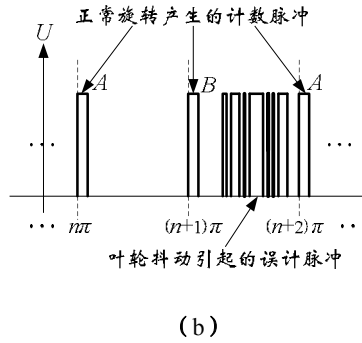 正常旋转产生的计数脉冲
U
A B A
... ...
... nπ (n+1)π (n+2)π ...
叶轮抖动引起的误计脉冲
(b)